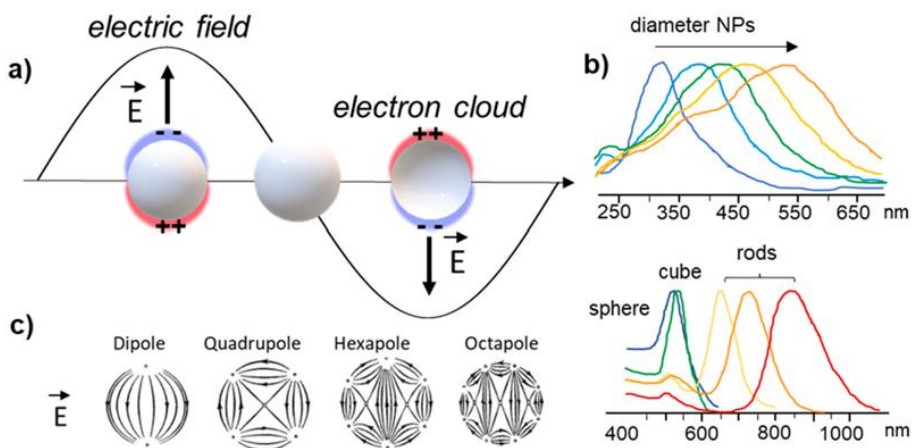 a)
electric field
E
- -
++
electron cloud
++
- -
E
b)
diameter NPs
250 350 450 550 650 nm
sphere
cube
rods
400 600 800 1000
nm
c)
E
Dipole Quadrupole Hexapole Octapole